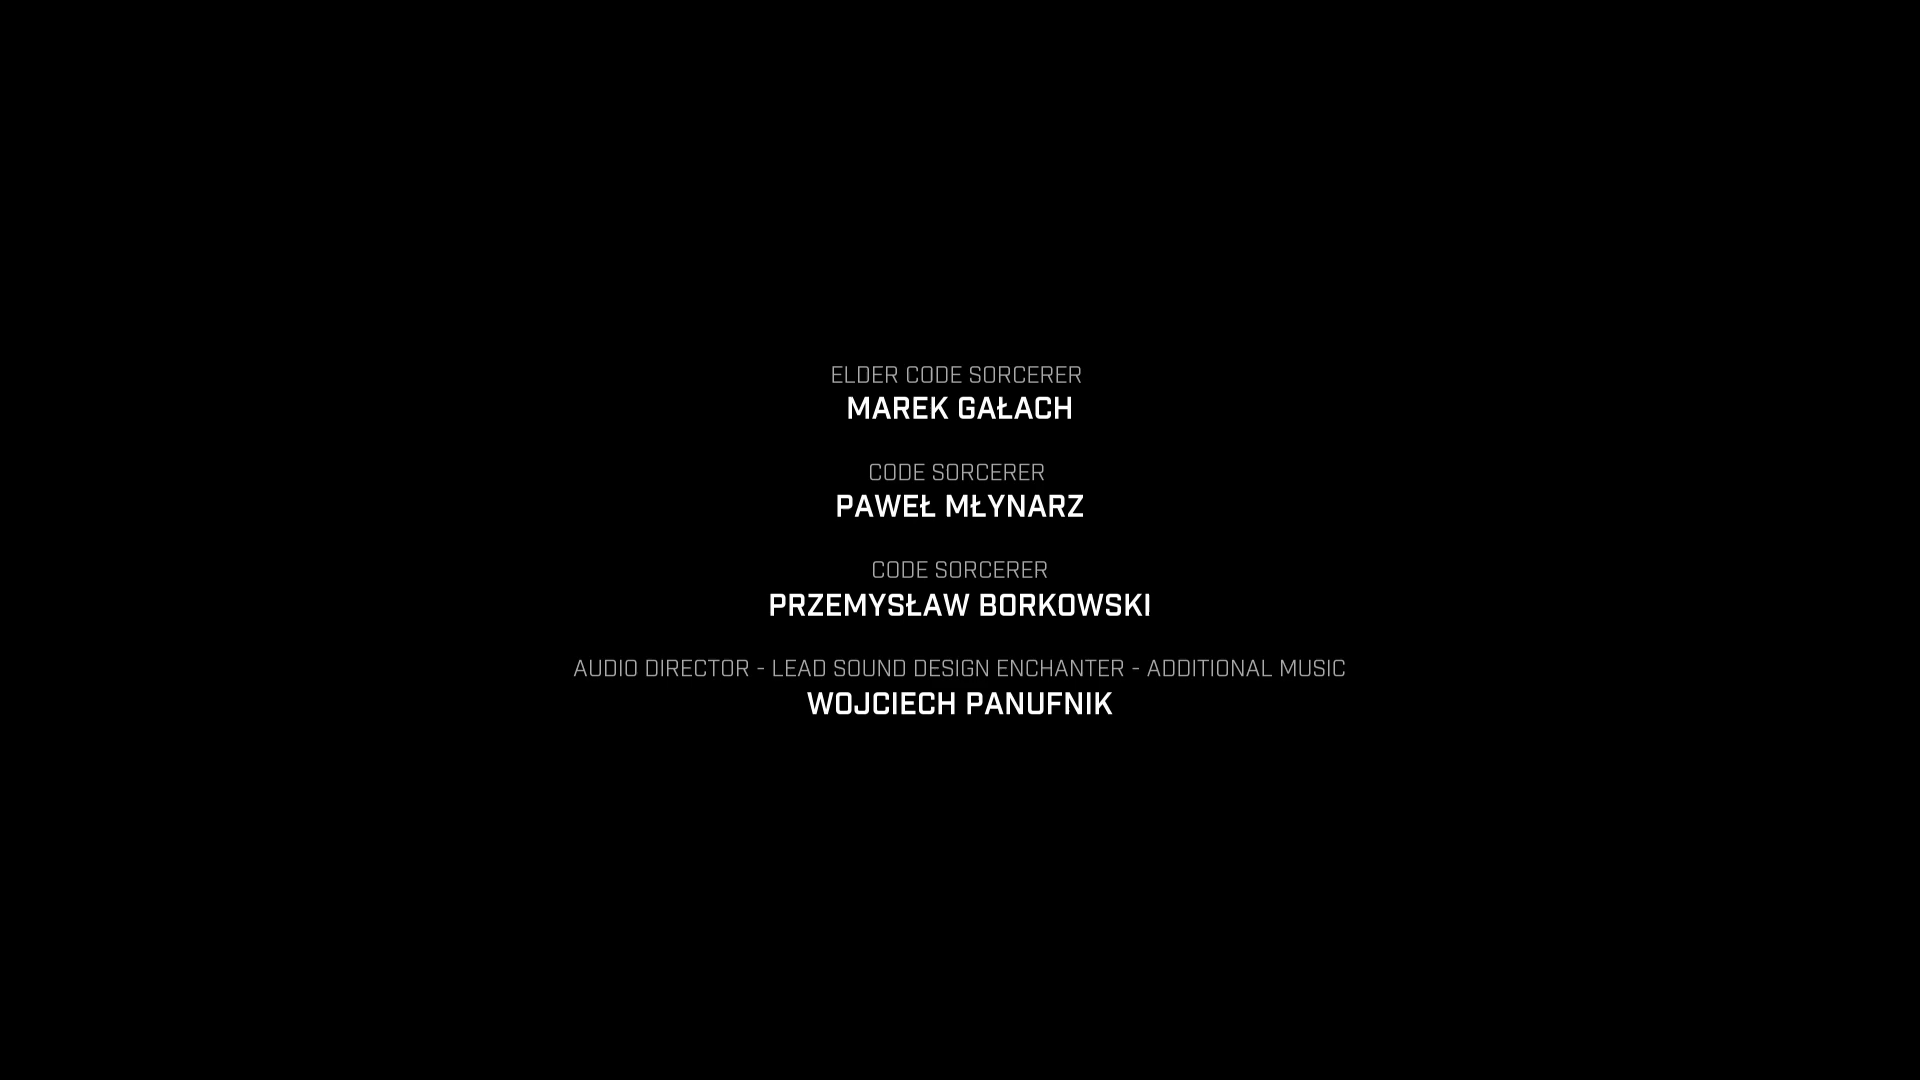 ELDER CODE SORCERER
MAREK GAŁACH
CODE SORCERER
PAWEŁ MŁYNARZ
CODE SORCERER
PRZEMYSŁAW BORKOWSKI
AUDIO DIRECTOR - LEAD SOUND DESIGN ENCHANTER - ADDITIONAL MUSIC
WOJCIECH PANUFNIK